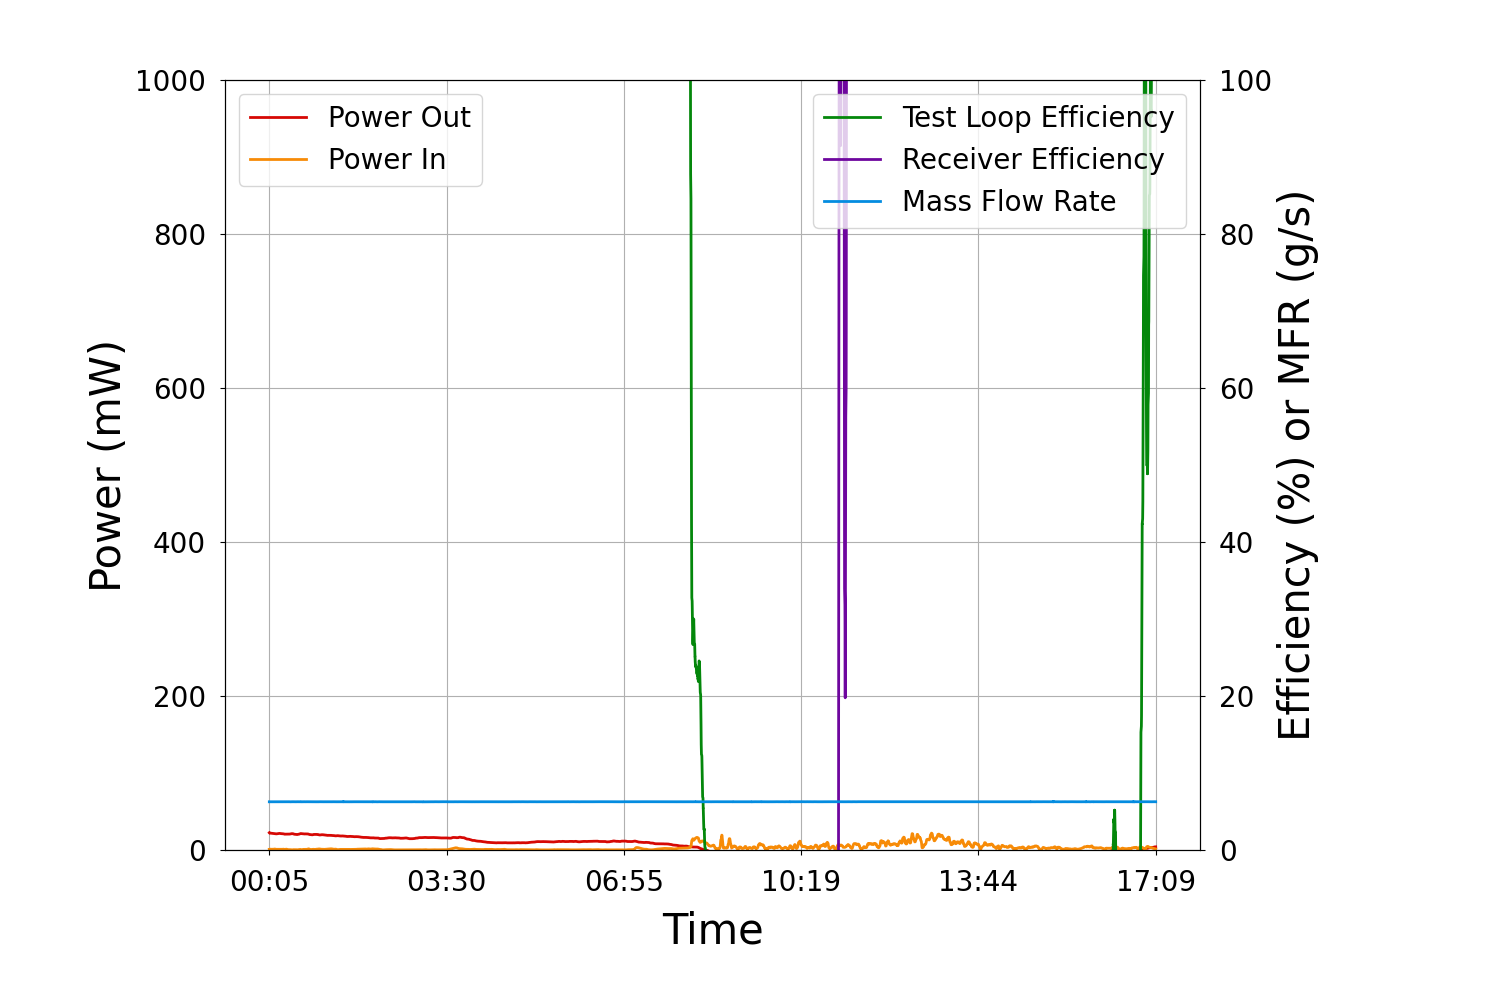 1000
100
Power Out
Power In
Test Loop Efficiency
Receiver Efficiency
Mass Flow Rate
800
80
600
60
400
40
200
20
0
0
Power (mW)
Efficiency (%) or MFR (g/s)
00:05
03:30
06:55
10:19
13:44
17:09
Time